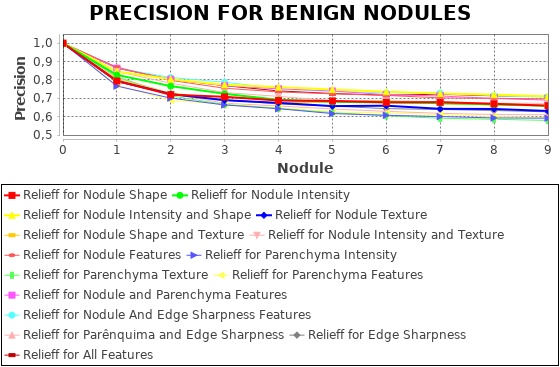 PRECISION FOR BENIGN NODULES
Precision
1,0
0,9
0,8
0,7
0,6
0,5
0 1 2 3 4 5 6 7 8 9
Nodule
Relieff for Nodule Shape Relieff for Nodule Intensity
Relieff for Nodule Intensity and Shape Relieff for Nodule Texture
Relieff for Nodule Shape and Texture Relieff for Nodule Intensity and Texture
Relieff for Nodule Features Relieff for Parenchyma Intensity
Relieff for Parenchyma Texture Relieff for Parenchyma Features
Relieff for Nodule and Parenchyma Features
Relieff for Nodule And Edge Sharpness Features
Relieff for Parênquima and Edge Sharpness Relieff for Edge Sharpness
Relieff for All Features